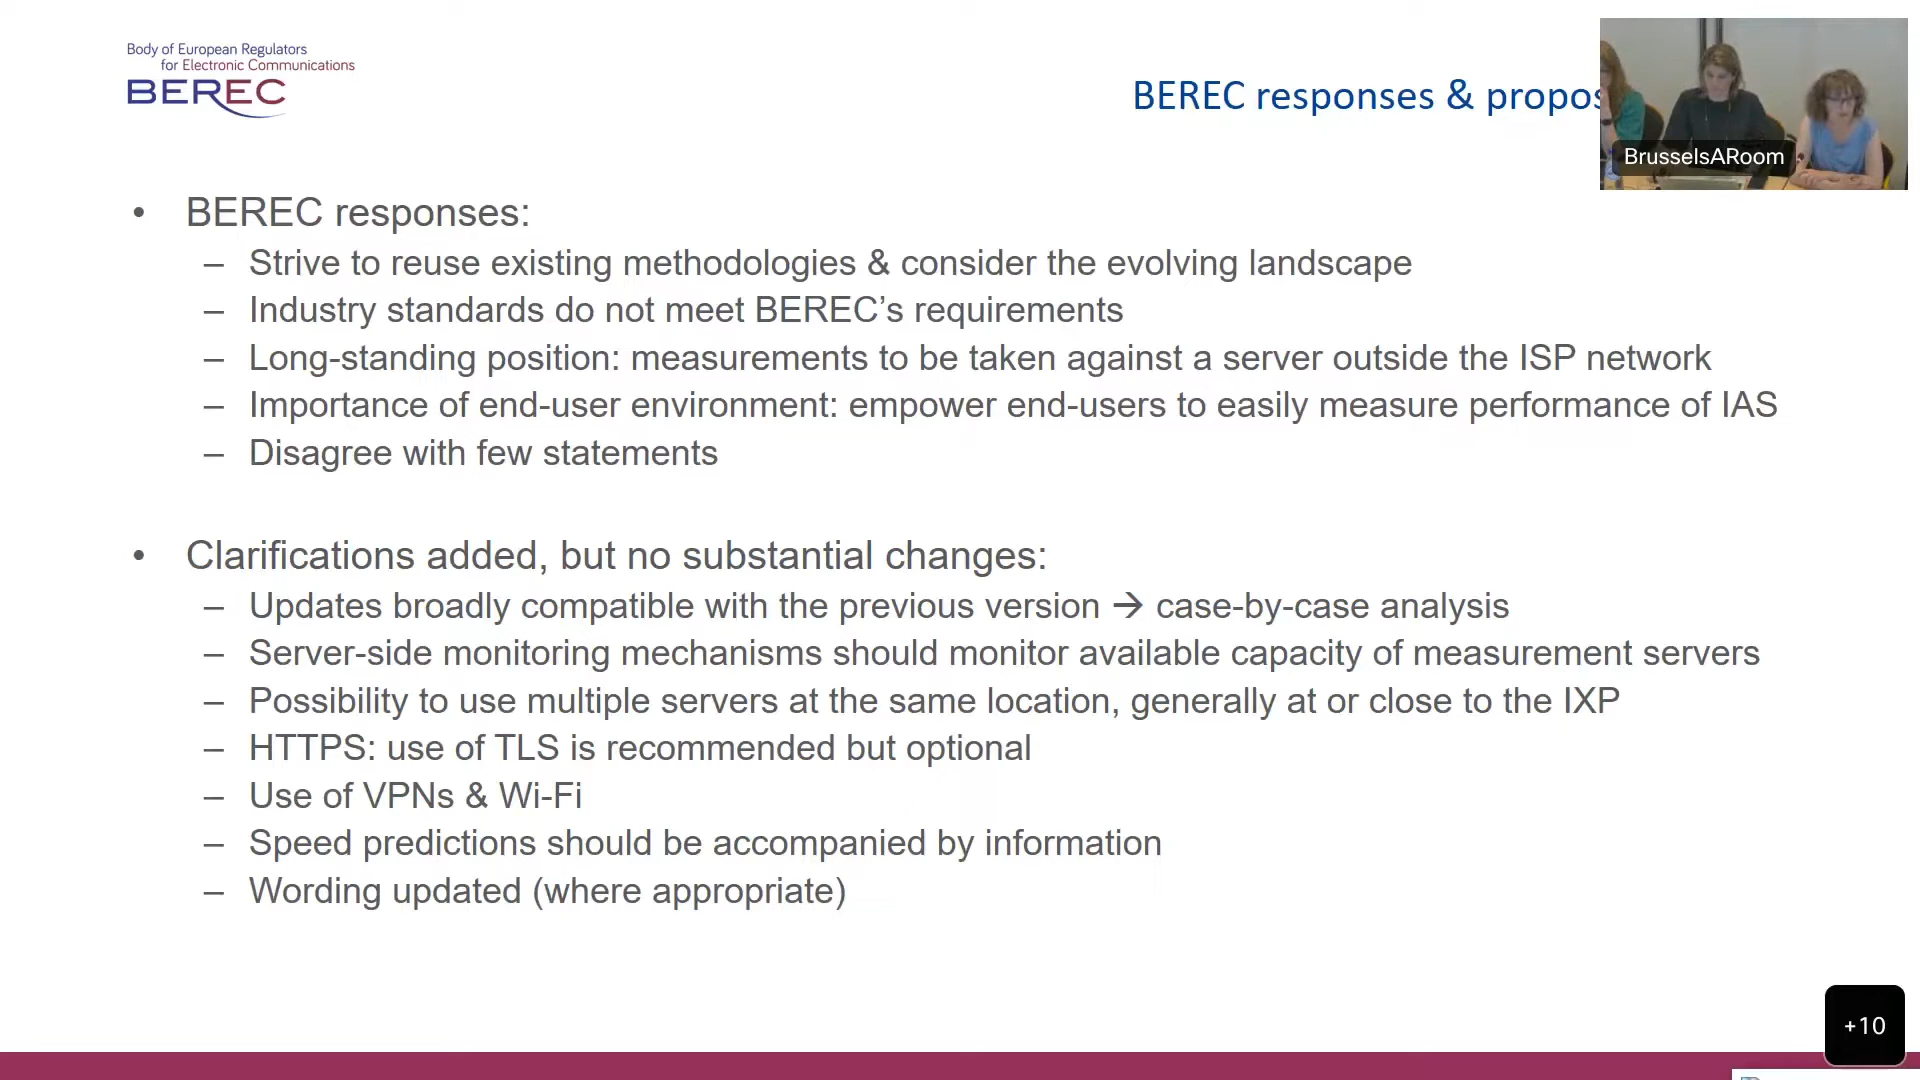 Body of European Regulators
for Electronic Communications
BEREC
BEREC responses & propos
BrusselsARoom
• BEREC responses:
– Strive to reuse existing methodologies & consider the evolving landscape
– Industry standards do not meet BEREC’s requirements
– Long-standing position: measurements to be taken against a server outside the ISP network
– Importance of end-user environment: empower end-users to easily measure performance of IAS
– Disagree with few statements
• Clarifications added, but no substantial changes:
– Updates broadly compatible with the previous version → case-by-case analysis
– Server-side monitoring mechanisms should monitor available capacity of measurement servers
– Possibility to use multiple servers at the same location, generally at or close to the IXP
– HTTPS: use of TLS is recommended but optional
– Use of VPNs & Wi-Fi
– Speed predictions should be accompanied by information
– Wording updated (where appropriate)
+10